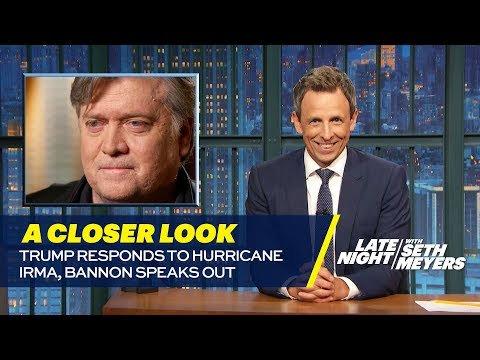 A CLOSER LOOK
TRUMP RESPONDS TO HURRICANE
IRMA, BANNON SPEAKS OUT
LATE NIGHT WITH SETH MEYERS